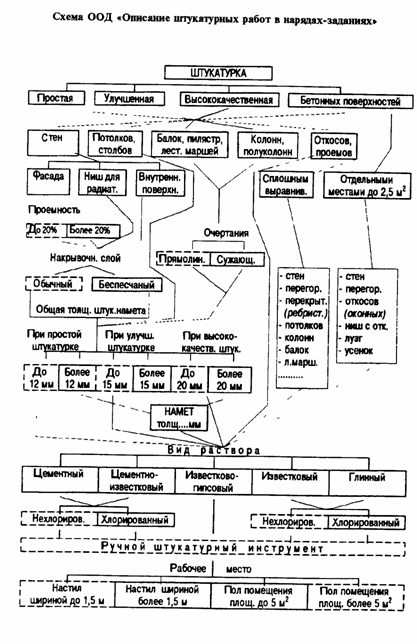 Схема ООД «Описание штукатурных работ в нарядах-заданиях»
ШТУКАТУРКА
Простая Улучшенная Высококачественная Бетонных поверхностей
Стен Потолков, столбов Балок, пилястр, лест. маршей Колонн, полуколонн Откосов, проемов
Фасада Ниш для радиат. Внутренн. поверхн. Сплошным выравнив. Отдельными местами до 2,5 м²
Проемность
До 20% Более 20%
Очертания
Прямолин. Сужающ.
Накрывочн. слой
Обычный Беспесчаный
Общая толщ. штук.намета
- стен
- перегор.
- перекрыт.
(ребрист.)
- потолков
- колонн
- балок
- л.марш.
..........
- стен
- перегор.
- откосов
(оконных)
- ниш с отк.
- лузг
- усенок
При простой штукатурке При улучш. штукатурке При высоко-качеств. штук.
До 12 мм Более 12 мм До 15 мм Более 15 мм До 20 мм Более 20 мм
НАМЕТ
толщ....мм
Вид раствора
Цементный Цементно-известковый Известково-гипсовый Известковый Глинный
Нехлориров. Хлорированный Нехлориров. Хлорированный
Ручной штукатурный инструмент
Рабочее место
Настил шириной до 1,5 м Настил шириной более 1,5 м Пол помещения площ. до 5 м² Пол помещения площ. более 5 м²